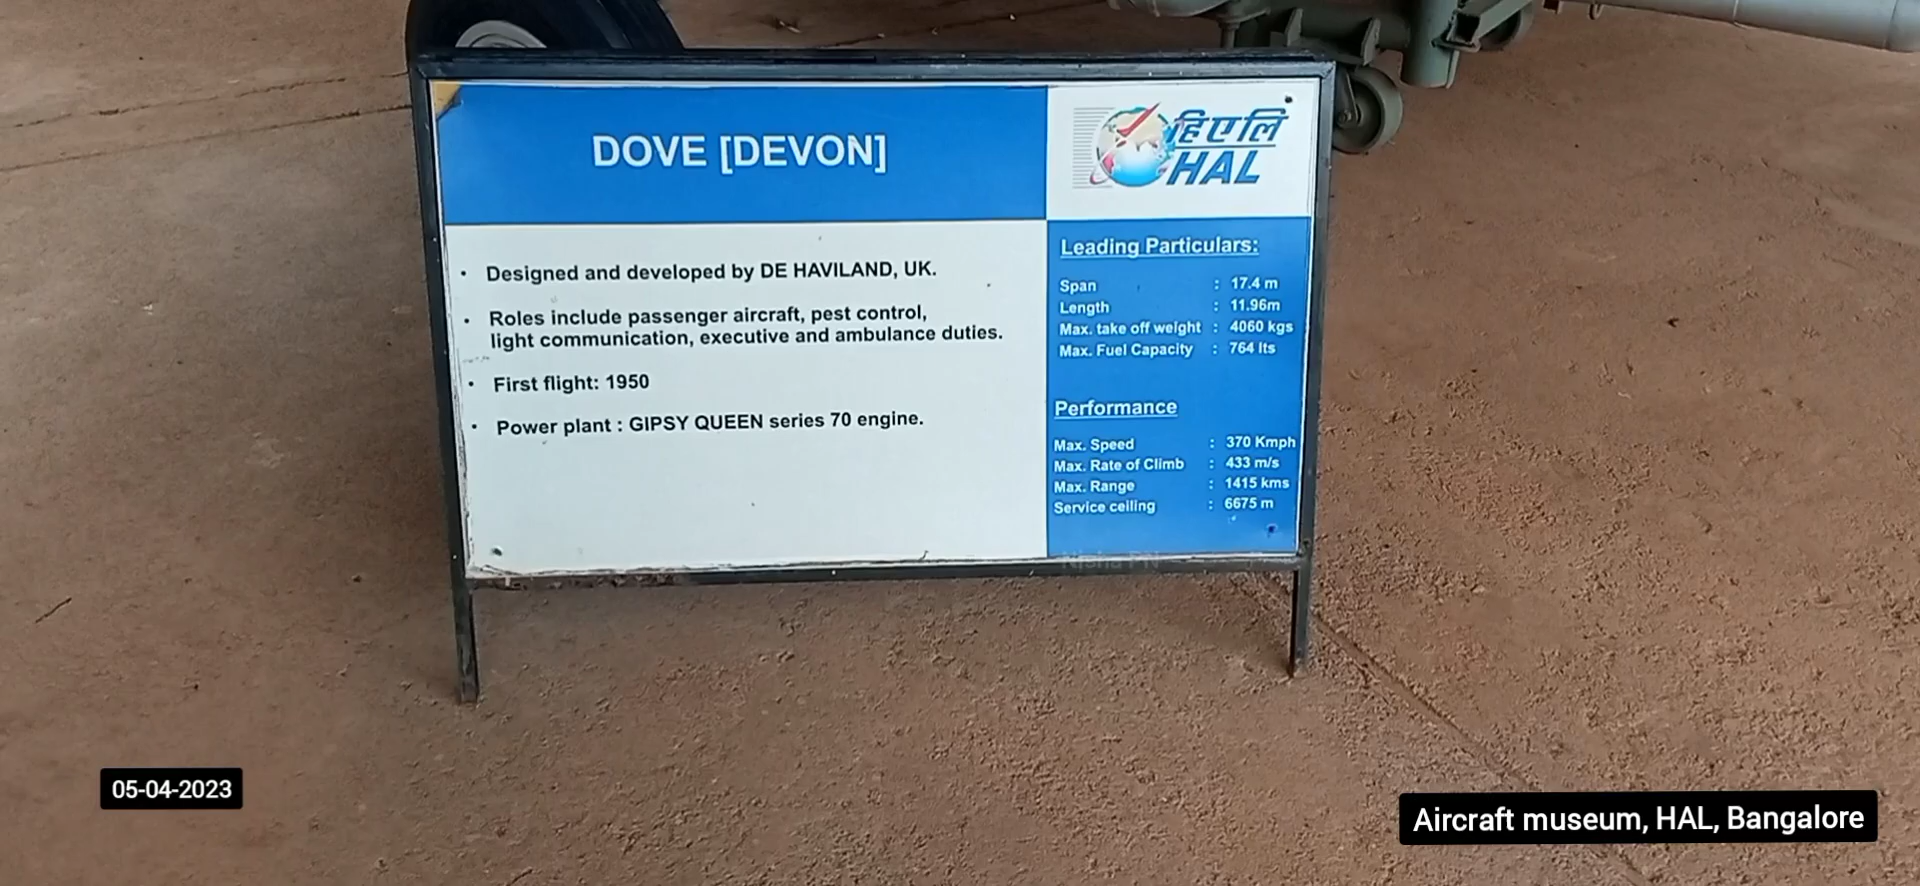 DOVE [DEVON]
हिएलि
HAL
• Designed and developed by DE HAVILAND, UK.
• Roles include passenger aircraft, pest control,
light communication, executive and ambulance duties.
• First flight: 1950
• Power plant : GIPSY QUEEN series 70 engine.
Leading Particulars:
Span : 17.4 m
Length : 11.96m
Max. take off weight : 4060 kgs
Max. Fuel Capacity : 764 lts
Performance
Max. Speed : 370 Kmph
Max. Rate of Climb : 433 m/s
Max. Range : 1415 kms
Service ceiling : 6675 m
Nisha PN
05-04-2023
Aircraft museum, HAL, Bangalore